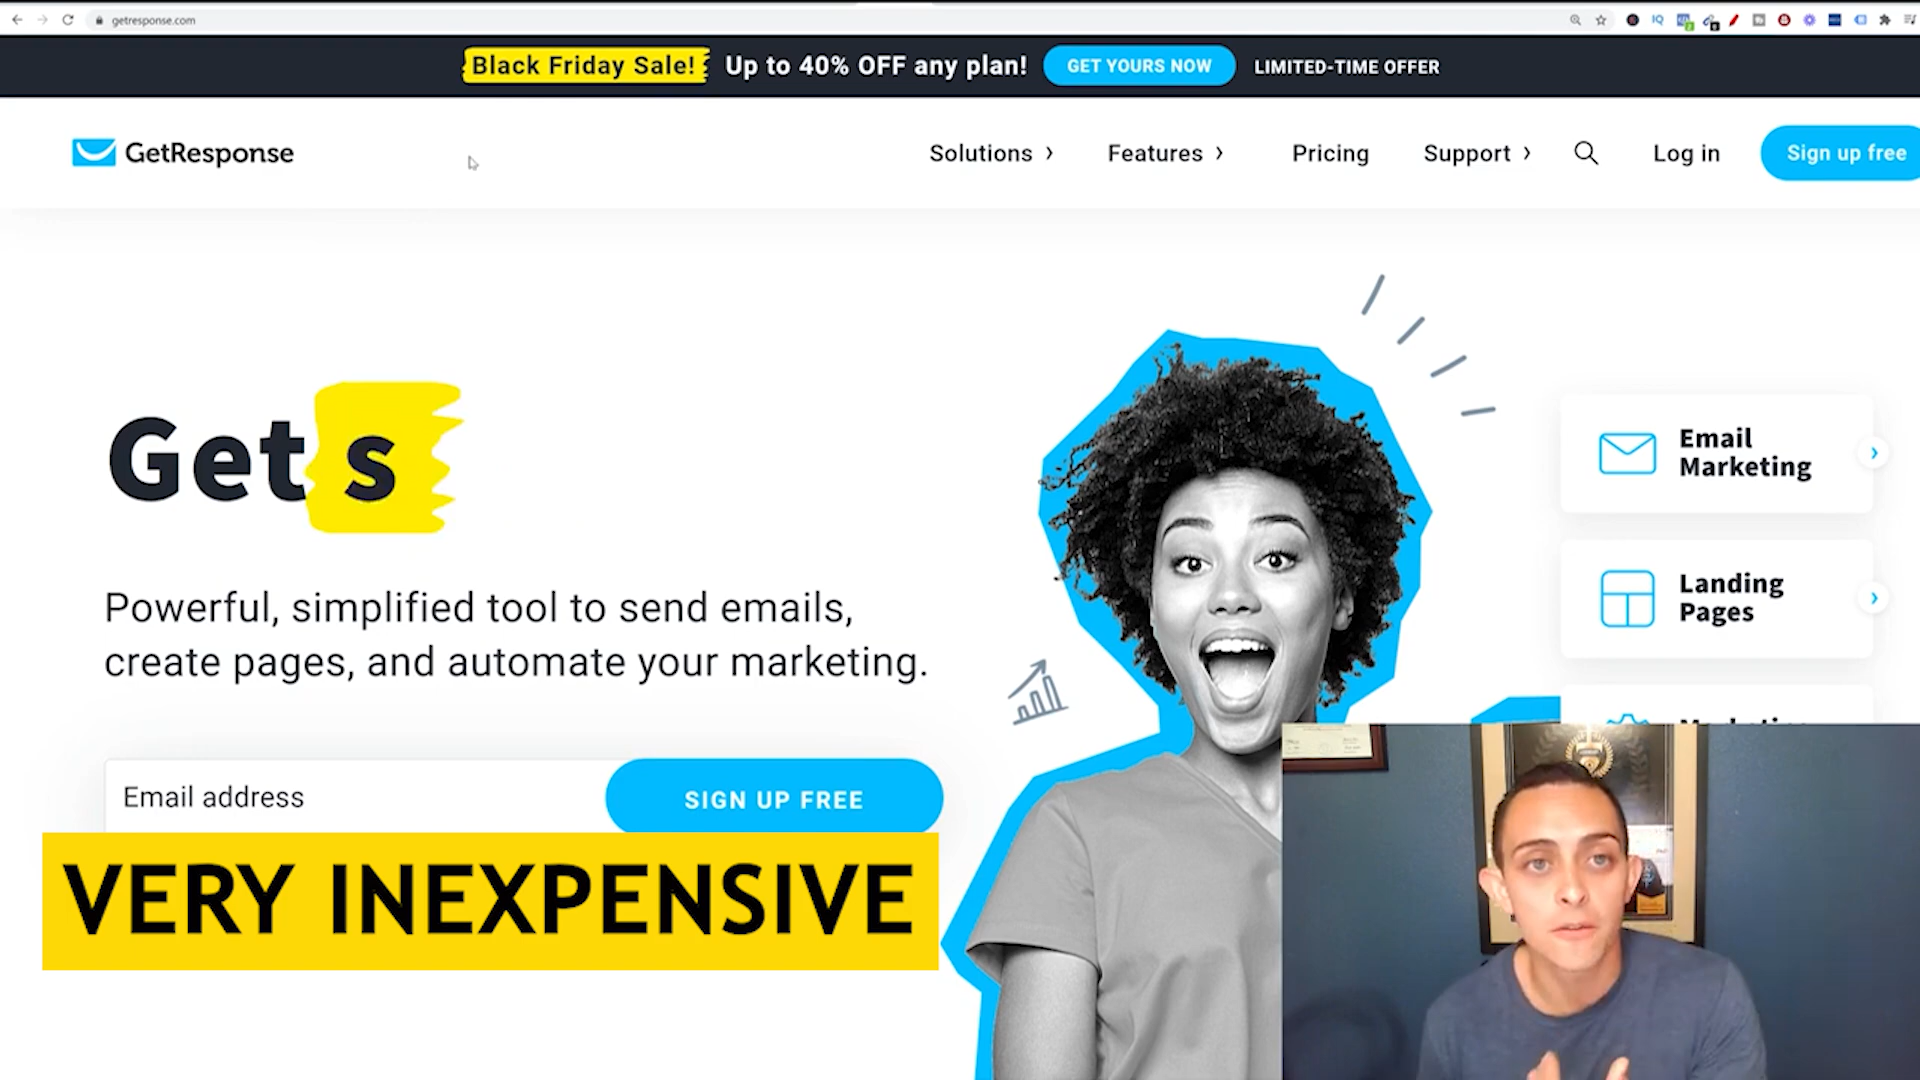 getresponse.com
Black Friday Sale! Up to 40% OFF any plan! GET YOURS NOW LIMITED-TIME OFFER
GetResponse
Solutions Features Pricing Support Log in Sign up free
Get s
Powerful, simplified tool to send emails,
create pages, and automate your marketing.
Email address
SIGN UP FREE
Email
Marketing
Landing
Pages
VERY INEXPENSIVE